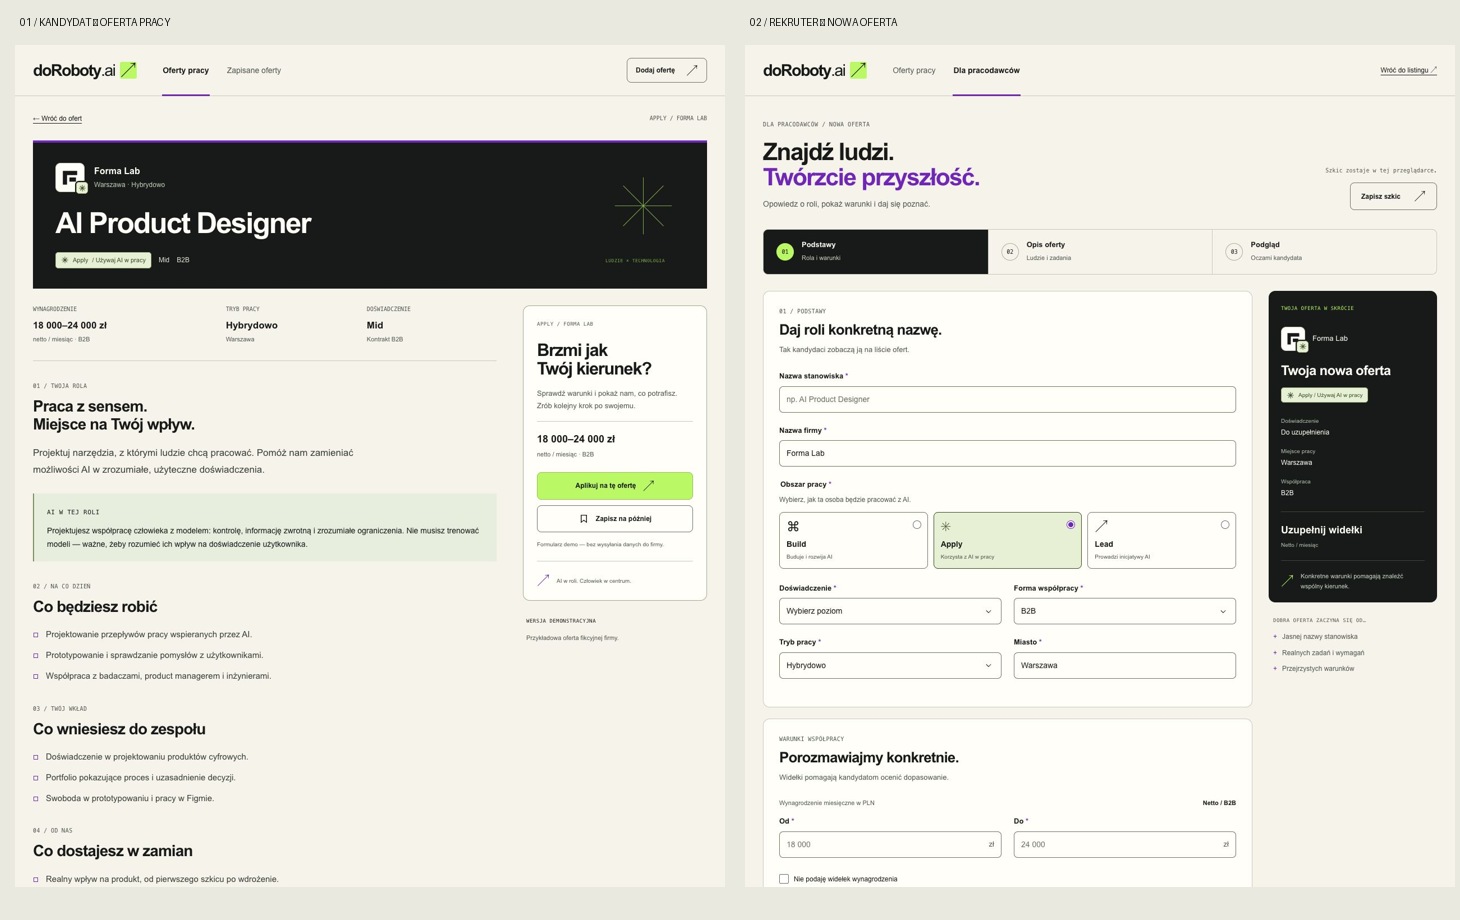 01 / KANDYDAT OFERTA PRACY
doRoboty.ai
Oferty pracy
Zapisane oferty
Dodaj ofertę
← Wróć do ofert
APPLY / FORMA LAB
Forma Lab
Warszawa · Hybrydowo
AI Product Designer
Apply / Używaj AI w pracy
Mid
B2B
LUDZIE + TECHNOLOGIA
WYNAGRODZENIE
18 000–24 000 zł
netto / miesiąc · B2B
TRYB PRACY
Hybrydowo
Warszawa
DOŚWIADCZENIE
Mid
Kontrakt B2B
01 / TWOJA ROLA
Praca z sensem.
Miejsce na Twój wpływ.
Projektuj narzędzia, z którymi ludzie chcą pracować. Pomóż nam zamieniać
możliwości AI w zrozumiałe, użyteczne doświadczenia.
AI W TEJ ROLI
Projektujesz współpracę człowieka z modelem: kontrolę, informację zwrotną i zrozumiałe ograniczenia. Nie musisz trenować
modeli — ważne, żeby rozumieć ich wpływ na doświadczenie użytkownika.
02 / NA CO DZIEŃ
Co będziesz robić
Projektowanie przepływów pracy wspieranych przez AI.
Prototypowanie i sprawdzanie pomysłów z użytkownikami.
Współpraca z badaczami, product managerem i inżynierami.
03 / TWÓJ WKŁAD
Co wniesiesz do zespołu
Doświadczenie w projektowaniu produktów cyfrowych.
Portfolio pokazujące proces i uzasadnienie decyzji.
Swoboda w prototypowaniu i pracy w Figmie.
04 / OD NAS
Co dostajesz w zamian
Realny wpływ na produkt, od pierwszego szkicu po wdrożenie.
APPLY / FORMA LAB
Brzmi jak
Twój kierunek?
Sprawdź warunki i pokaż nam, co potrafisz.
Zrób kolejny krok po swojemu.
18 000–24 000 zł
netto / miesiąc · B2B
Aplikuj na tę ofertę
Zapisz na później
Formularz demo — bez wysyłania danych do firmy.
AI w roli. Człowiek w centrum.
WERSJA DEMONSTRACYJNA
Przykładowa oferta fikcyjnej firmy.
02 / REKRUTER NOWA OFERTA
doRoboty.ai
Oferty pracy
Dla pracodawców
Wróć do listingu
DLA PRACODAWCÓW / NOWA OFERTA
Znajdź ludzi.
Twórzcie przyszłość.
Opowiedz o roli, pokaż warunki i daj się poznać.
Szkic zostaje w tej przeglądarce.
Zapisz szkic
01
Podstawy
Rola i warunki
02
Opis oferty
Ludzie i zadania
03
Podgląd
Oczami kandydata
01 / PODSTAWY
Daj roli konkretną nazwę.
Tak kandydaci zobaczą ją na liście ofert.
Nazwa stanowiska *
np. AI Product Designer
Nazwa firmy *
Forma Lab
Obszar pracy *
Wybierz, jak ta osoba będzie pracować z AI.
Build
Buduje i rozwija AI
Apply
Korzysta z AI w pracy
Lead
Prowadzi inicjatywy AI
Doświadczenie *
Wybierz poziom
Forma współpracy *
B2B
Tryb pracy *
Hybrydowo
Miasto *
Warszawa
WARUNKI WSPÓŁPRACY
Porozmawiajmy konkretnie.
Widełki pomagają kandydatom ocenić dopasowanie.
Wynagrodzenie miesięczne w PLN
Netto / B2B
Od *
18 000 zł
Do *
24 000 zł
Nie podaję widełek wynagrodzenia
TWOJA OFERTA W SKRÓCIE
Forma Lab
Twoja nowa oferta
Apply / Używaj AI w pracy
Doświadczenie
Do uzupełnienia
Miejsce pracy
Warszawa
Współpraca
B2B
Uzupełnij widełki
Netto / miesiąc
Konkretne warunki pomagają znaleźć
wspólny kierunek.
DOBRA OFERTA ZACZYNA SIĘ OD…
+ Jasnej nazwy stanowiska
+ Realnych zadań i wymagań
+ Przejrzystych warunków